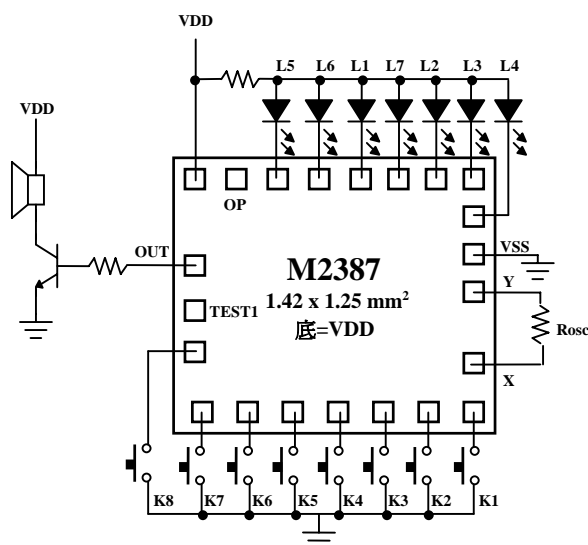 VDD
L5 L6 L1 L7 L2 L3 L4
VDD
OP
OUT
VSS
M2387
Y
1.42 x 1.25 mm²
TEST1
底=VDD
Rosc
X
K8 K7 K6 K5 K4 K3 K2 K1